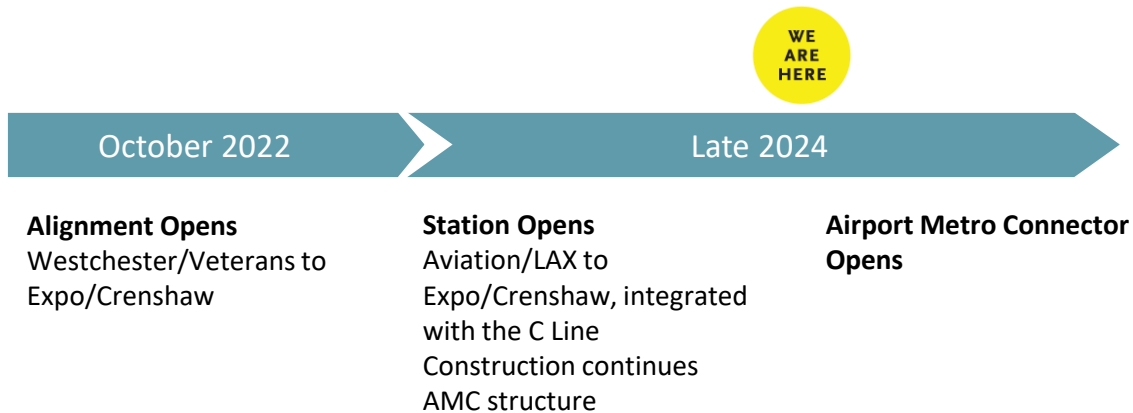 WE
ARE
HERE
October 2022
Late 2024
Alignment Opens
Westchester/Veterans to
Expo/Crenshaw
Station Opens
Aviation/LAX to
Expo/Crenshaw, integrated
with the C Line
Construction continues
AMC structure
Airport Metro Connector
Opens